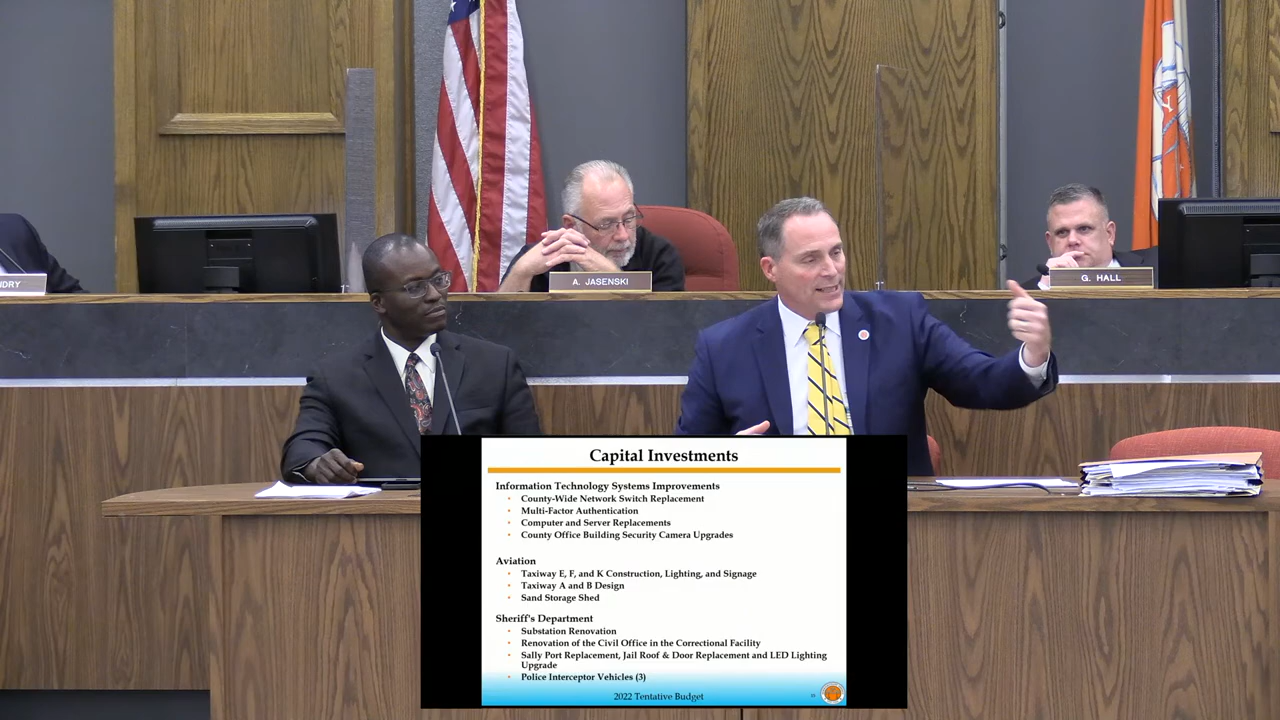 UDRY
A. JASENSKI
G. HALL
Capital Investments
Information Technology Systems Improvements
• County-Wide Network Switch Replacement
• Multi-Factor Authentication
• Computer and Server Replacements
• County Office Building Security Camera Upgrades
Aviation
• Taxiway E, F, and K Construction, Lighting, and Signage
• Taxiway A and B Design
• Sand Storage Shed
Sheriff's Department
• Substation Renovation
• Renovation of the Civil Office in the Correctional Facility
• Sally Port Replacement, Jail Roof & Door Replacement and LED Lighting
Upgrade
• Police Interceptor Vehicles (3)
2022 Tentative Budget